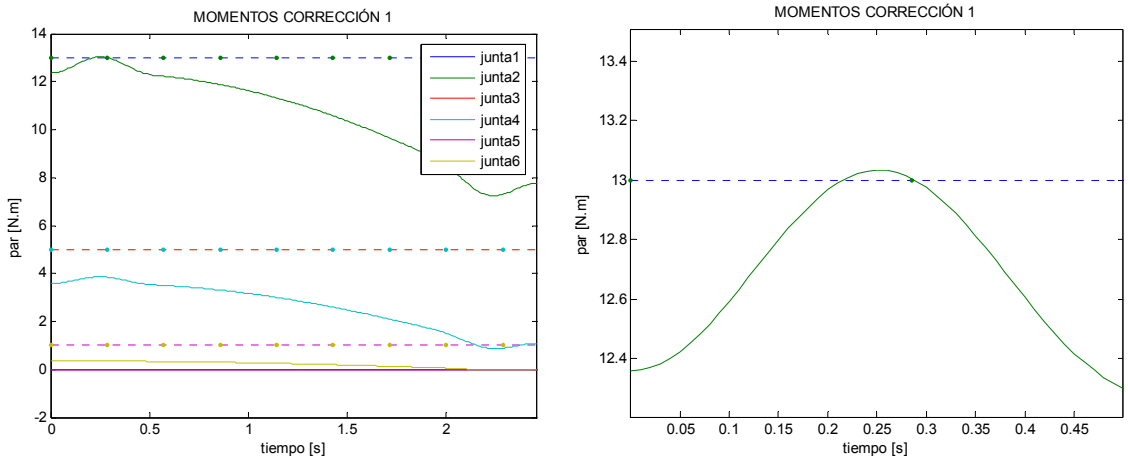 MOMENTOS CORRECCIÓN 1
14
12
10
8
6
4
2
0
-2
par [N.m]
0
0.5
1
1.5
2
tiempo [s]
junta1
junta2
junta3
junta4
junta5
junta6
MOMENTOS CORRECCIÓN 1
13.4
13.2
13
12.8
12.6
12.4
par [N.m]
0.05
0.1
0.15
0.2
0.25
0.3
0.35
0.4
0.45
tiempo [s]